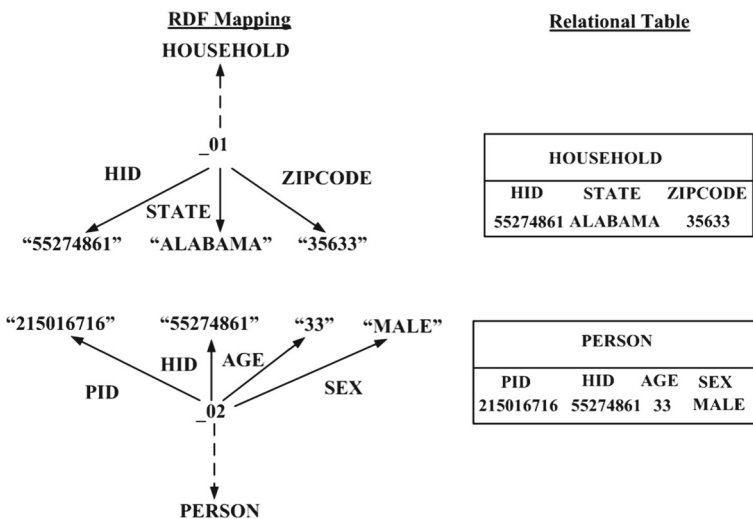 RDF Mapping
Relational Table
HOUSEHOLD
_01
HID
ZIPCODE
STATE
“55274861” “ALABAMA” “35633”
HOUSEHOLD
HID STATE ZIPCODE
55274861 ALABAMA 35633
“215016716” “55274861” “33” “MALE”
HID AGE
PID
SEX
_02
PERSON
PERSON
PID HID AGE SEX
215016716 55274861 33 MALE